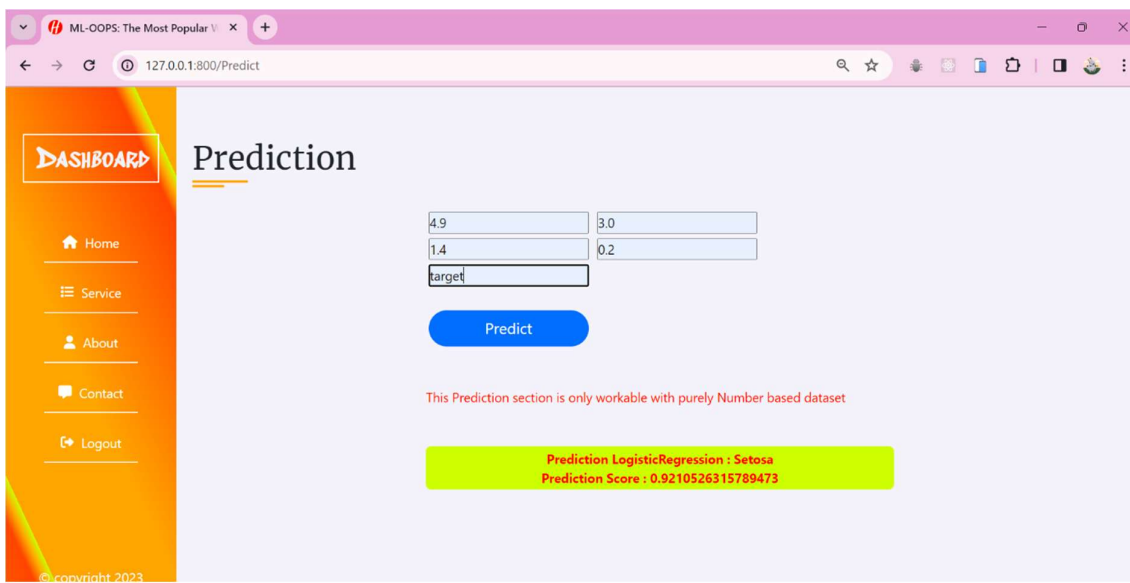 ML-OOPS: The Most Popular
127.0.0.1:800/Predict
DASHBOARD
Prediction
4.9 3.0
1.4 0.2
target
Predict
Home
Service
About
Contact
Logout
This Prediction section is only workable with purely Number based dataset
Prediction LogisticRegression : Setosa
Prediction Score : 0.9210526315789473
© copyright 2023